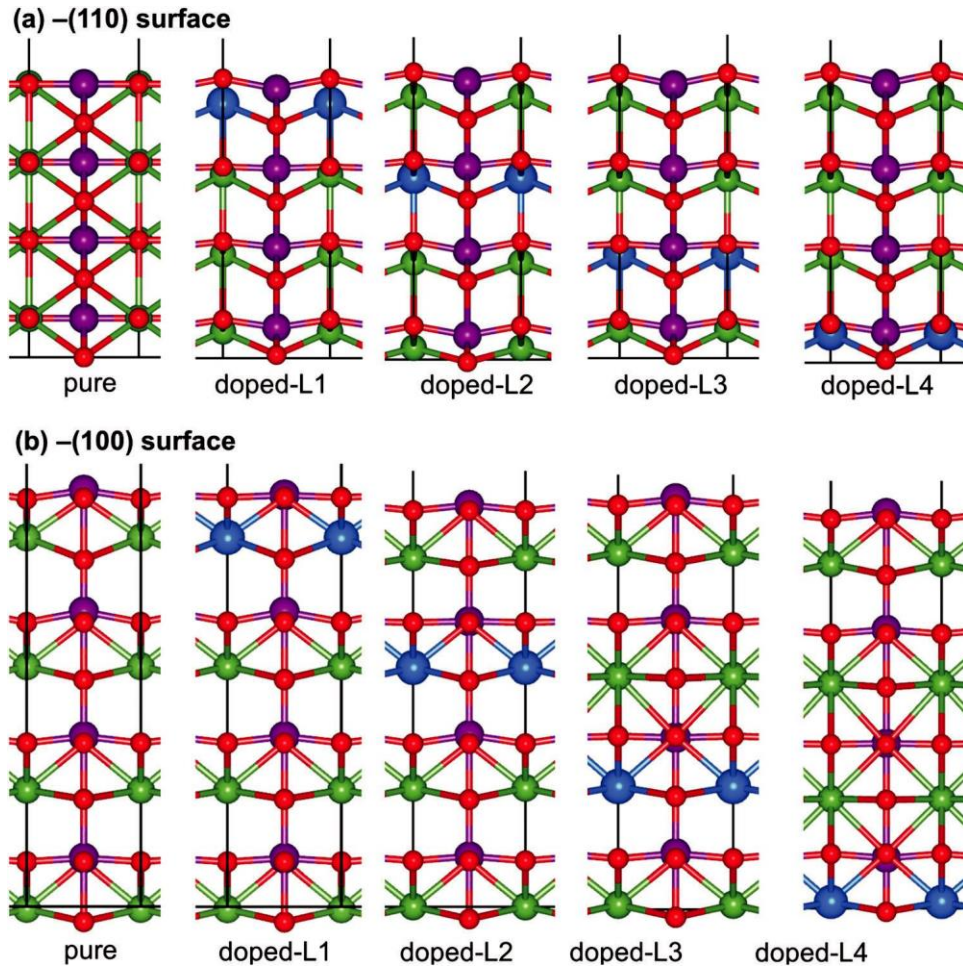 (a) –(110) surface
pure doped-L1 doped-L2 doped-L3 doped-L4
(b) –(100) surface
pure doped-L1 doped-L2 doped-L3 doped-L4